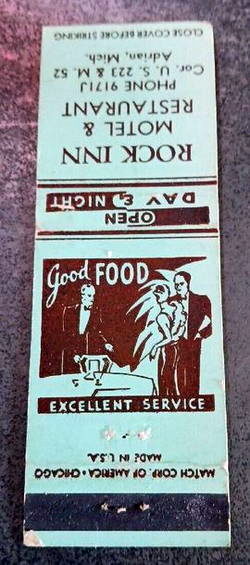 CLOSE COVER BEFORE STRIKING
ROCK INN
MOTEL &
RESTAURANT
PHONE 9171J
Cor. U. S. 223 & M. 52
Adrian, Mich.
OPEN
DAY & NIGHT
Good FOOD
EXCELLENT SERVICE
MATCH CORP. OF AMERICA • CHICAGO
MADE IN U.S.A.